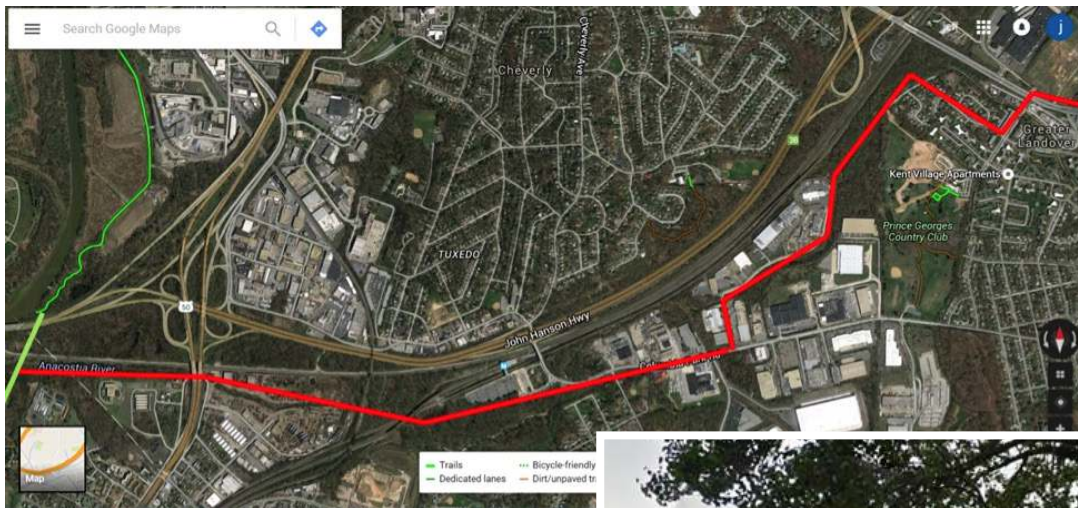 Search Google Maps
j
Cheverly
Cheverly Ave
50
Greater
Landover
Kent Village Apartments
Prince Georges
Country Club
TUXEDO
50
John Hanson Hwy
Anacostia River
Map
Trails
Bicycle-friendly
Dedicated lanes
Dirt/unpaved